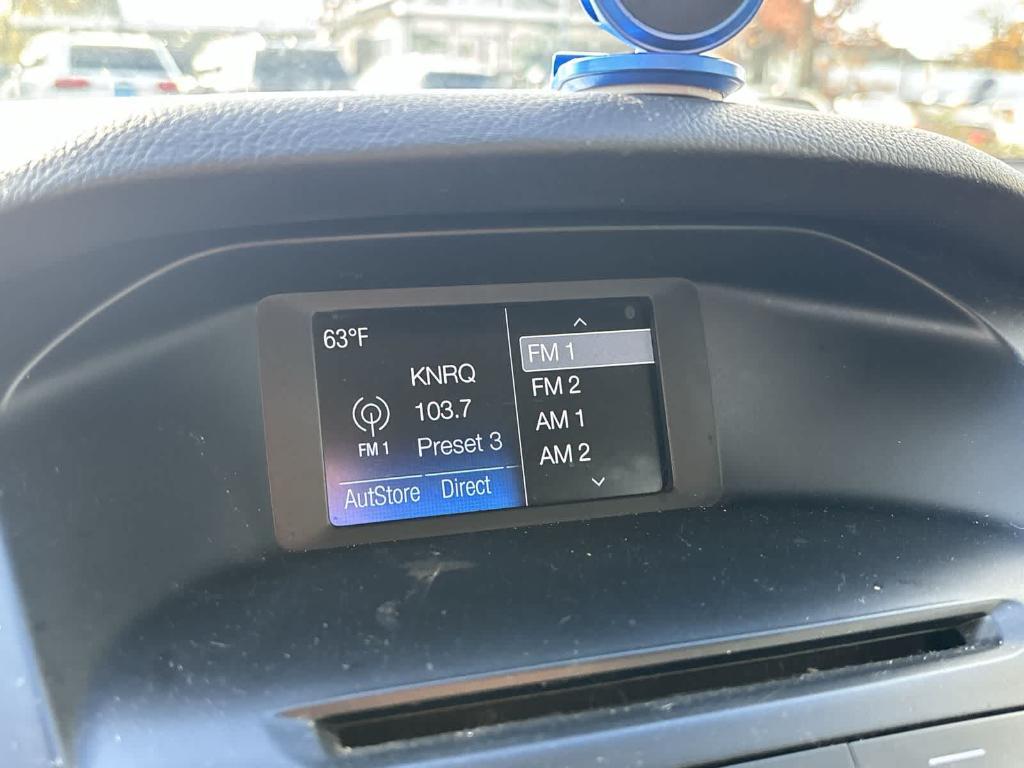 63°F
KNRQ
103.7
FM 1
Preset 3
AutStore Direct
FM 1
FM 2
AM 1
AM 2